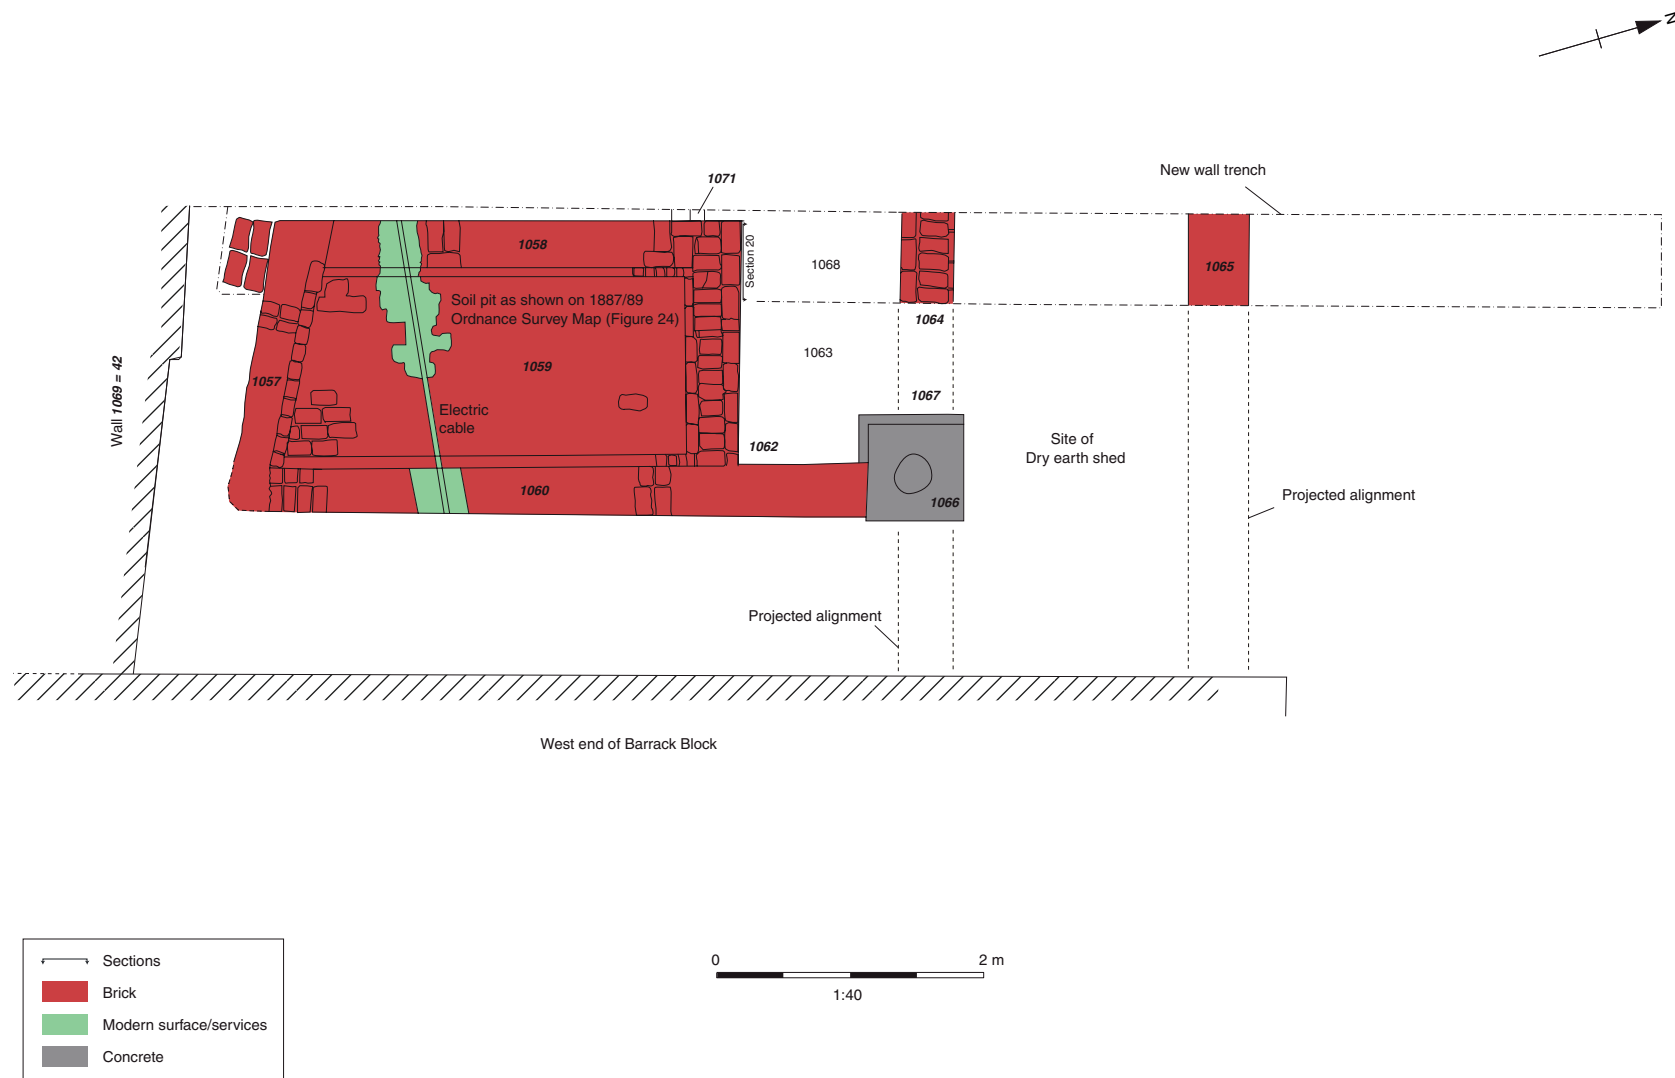 N
1071
New wall trench
1058
Section 20
1068
1065
Soil pit as shown on 1887/89
Ordnance Survey Map (Figure 24)
1064
1063
1059
1057
Wall 1069 = 42
1067
Electric
cable
1062
Site of
Dry earth shed
1060
1066
Projected alignment
Projected alignment
West end of Barrack Block
Sections
Brick
Modern surface/services
Concrete
0
2 m
1:40